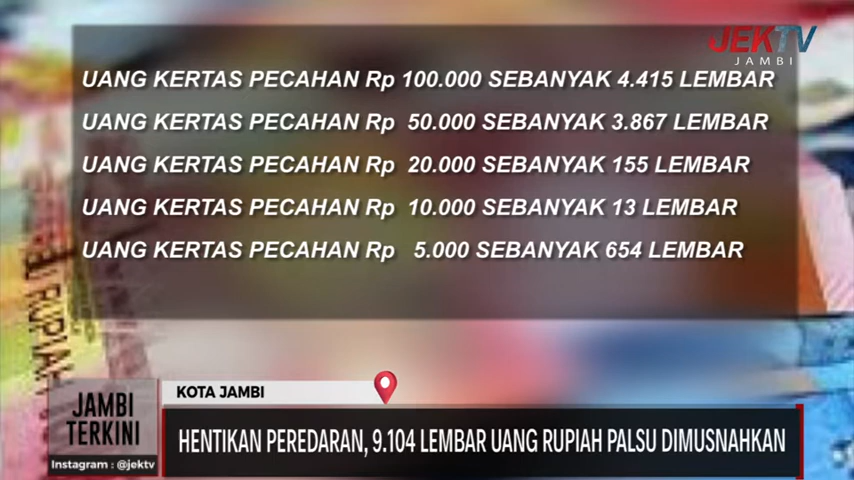 JEKTV
JAMBI
UANG KERTAS PECAHAN Rp 100.000 SEBANYAK 4.415 LEMBAR
UANG KERTAS PECAHAN Rp 50.000 SEBANYAK 3.867 LEMBAR
UANG KERTAS PECAHAN Rp 20.000 SEBANYAK 155 LEMBAR
UANG KERTAS PECAHAN Rp 10.000 SEBANYAK 13 LEMBAR
UANG KERTAS PECAHAN Rp 5.000 SEBANYAK 654 LEMBAR
RUPIAH
KOTA JAMBI
JAMBI
TERKINI
HENTIKAN PEREDARAN, 9.104 LEMBAR UANG RUPIAH PALSU DIMUSNAHKAN
Instagram : @jektv